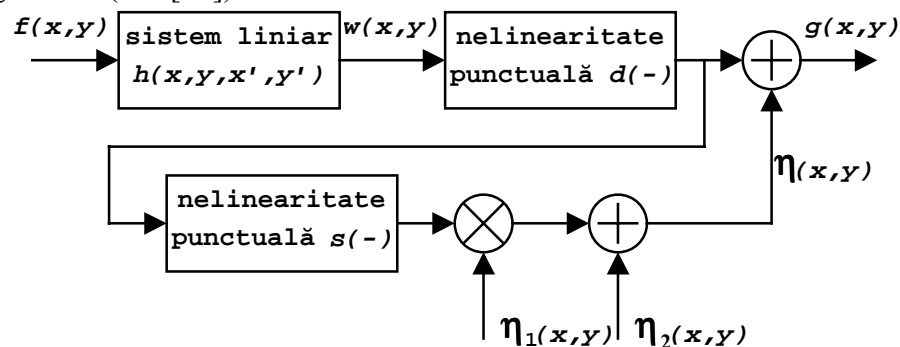 f(x,y)
sistem liniar
h(x,y,x',y')
w(x,y)
nelinearitate
punctuală d(-)
g(x,y)
η(x,y)
nelinearitate
punctuală s(-)
η1(x,y)
η2(x,y)